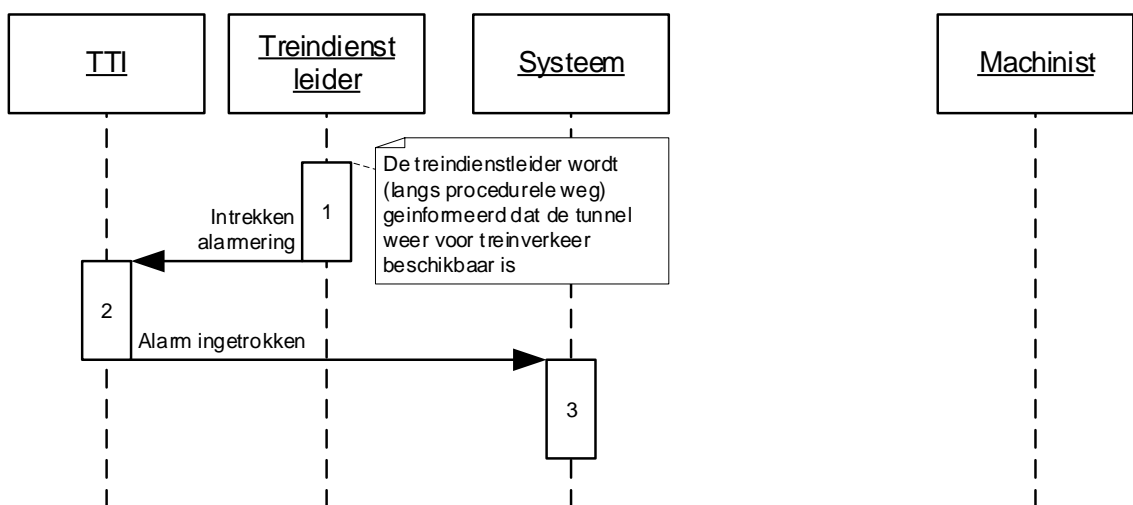 TTI
Treindienst
leider
Systeem
Machinist
De treindienstleider wordt
(langs procedurele weg)
geinformeerd dat de tunnel
weer voor treinverkeer
beschikbaar is
1
Intrekken
alarmering
2
Alarm ingetrokken
3